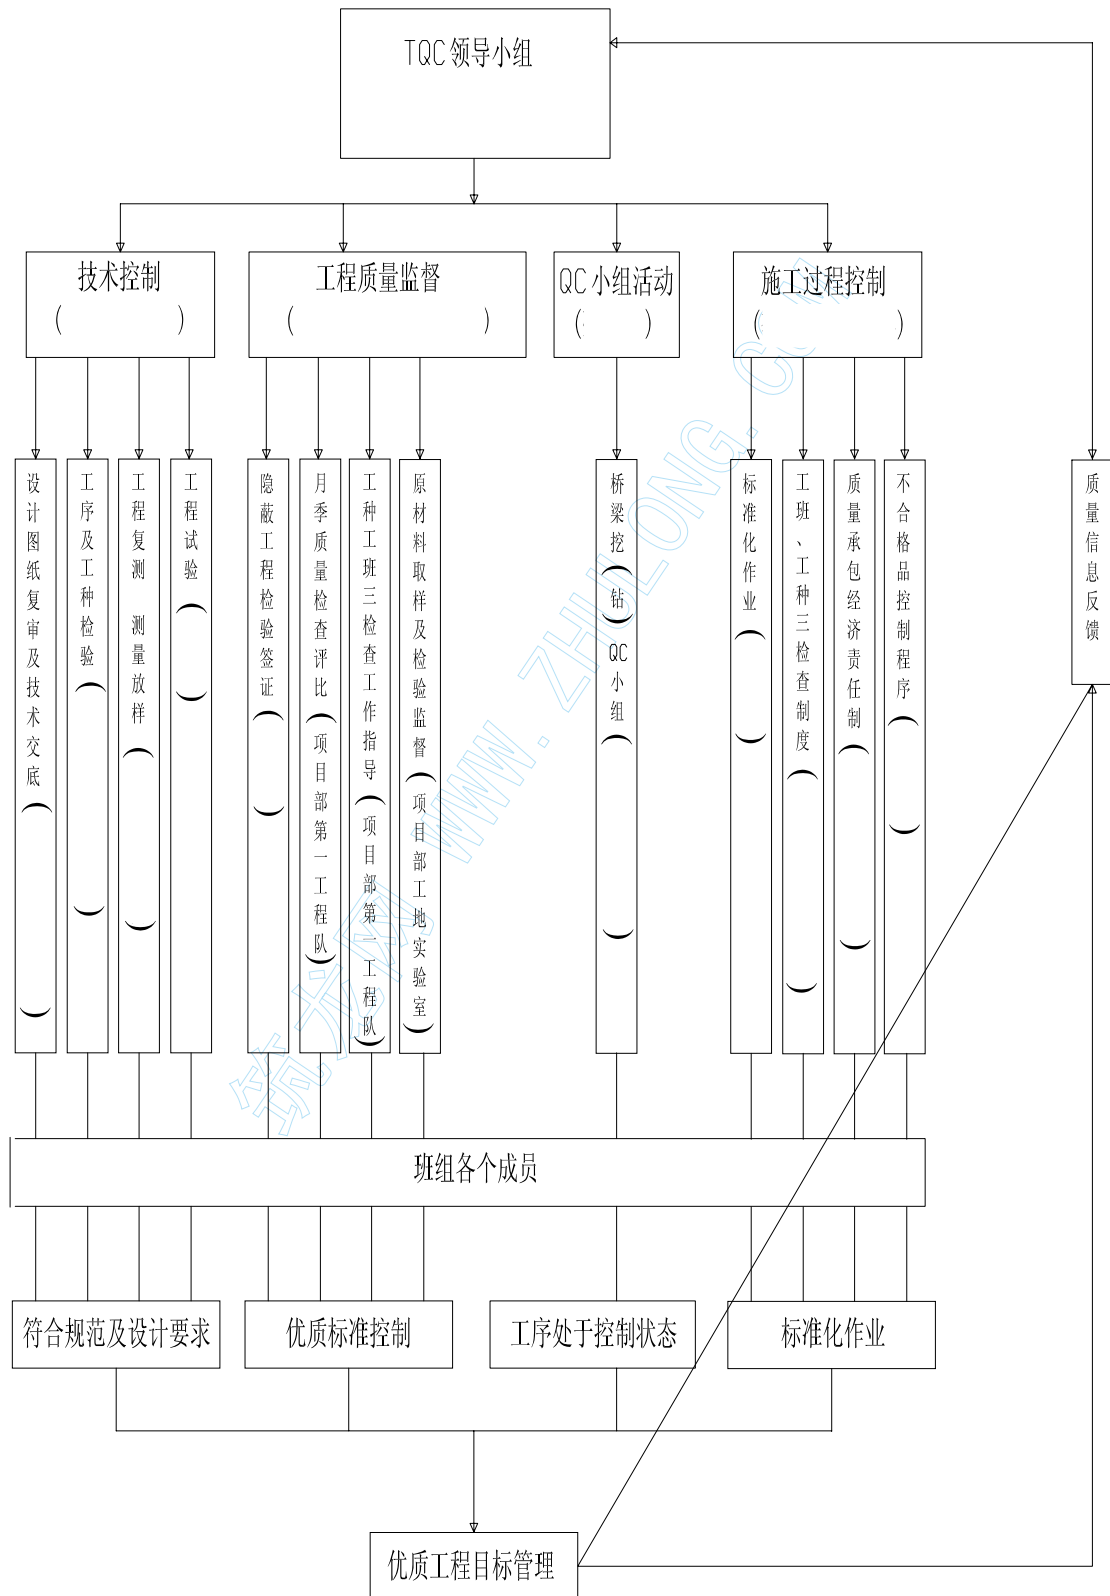 TQC领导小组
技术控制
（ ）
工程质量监督
（ ）
QC小组活动
（ ）
施工过程控制
（ ）
设计图纸复审及技术交底（ ）
工序及工种检验（ ）
工程复测 测量放样（ ）
工程试验（ ）
隐蔽工程检验签证（ ）
月季质量检查评比（项目部第一工程队）
工种工班三检查工作指导（项目部第一工程队）
原材料取样及检验监督（项目部工地实验室）
桥梁挖（钻）QC小组（ ）
标准化作业（ ）
工班、工种三检查制度（ ）
质量承包经济责任制（ ）
不合格品控制程序（ ）
质量信息反馈
班组各个成员
符合规范及设计要求
优质标准控制
工序处于控制状态
标准化作业
优质工程目标管理
筑龙网 WWW.ZHULONG.COM